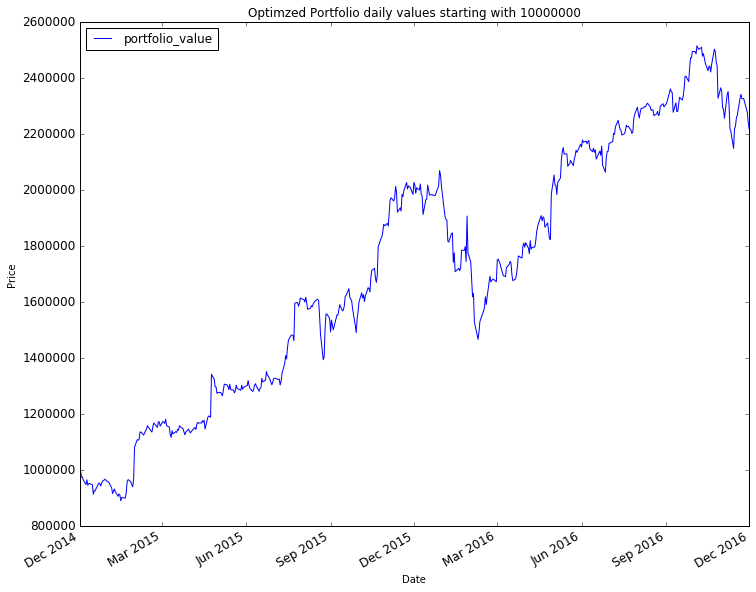 Optimzed Portfolio daily values starting with 10000000
portfolio_value
2600000
2400000
2200000
2000000
1800000
1600000
1400000
1200000
1000000
800000
Price
Dec 2014
Mar 2015
Jun 2015
Sep 2015
Dec 2015
Mar 2016
Jun 2016
Sep 2016
Dec 2016
Date